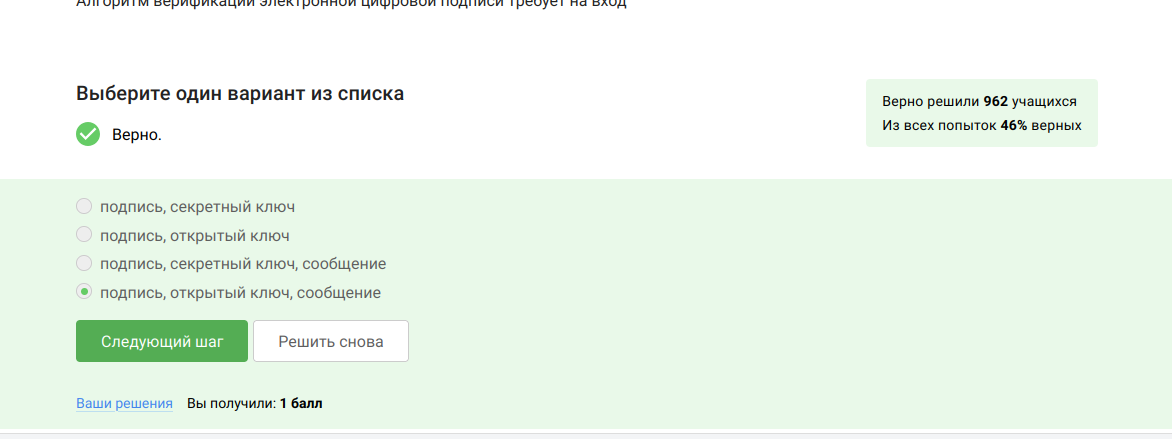 Алгоритм верификации электронной цифровой подписи требует на вход
Выберите один вариант из списка
Верно.
Верно решили 962 учащихся
Из всех попыток 46% верных
подпись, секретный ключ
подпись, открытый ключ
подпись, секретный ключ, сообщение
подпись, открытый ключ, сообщение
Следующий шаг
Решить снова
Ваши решения Вы получили: 1 балл